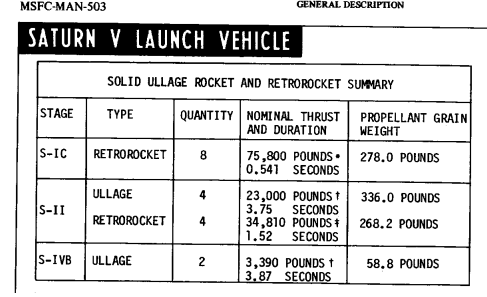 MSFC-MAN-503 GENERAL DESCRIPTION
SATURN V LAUNCH VEHICLE
SOLID ULLAGE ROCKET AND RETROROCKET SUMMARY
STAGE TYPE QUANTITY NOMINAL THRUST AND DURATION PROPELLANT GRAIN WEIGHT
S-IC RETROROCKET 8 75,800 POUNDS* 278.0 POUNDS
0.541 SECONDS
S-II ULLAGE 4 23,000 POUNDS† 336.0 POUNDS
3.75 SECONDS
RETROROCKET 4 34,810 POUNDS‡ 268.2 POUNDS
1.52 SECONDS
S-IVB ULLAGE 2 3,390 POUNDS† 58.8 POUNDS
3.87 SECONDS